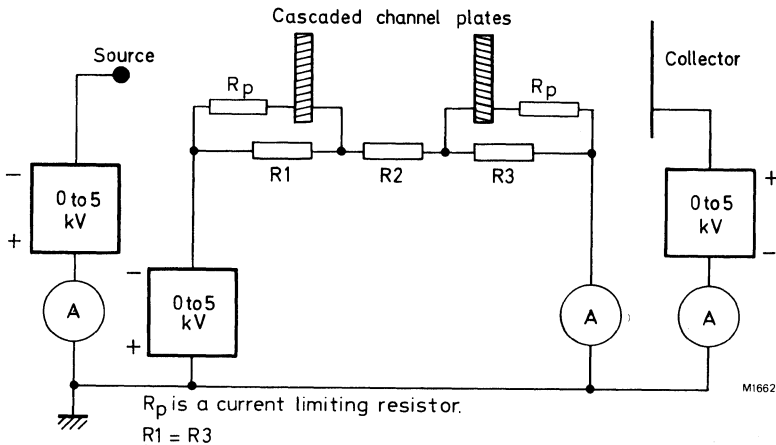 Cascaded channel plates
Source
Collector
Rp
Rp
R1
R2
R3
−
0 to 5
kV
+
−
0 to 5
kV
+
+
0 to 5
kV
−
A
A
A
M1662
Rp is a current limiting resistor.
R1 = R3